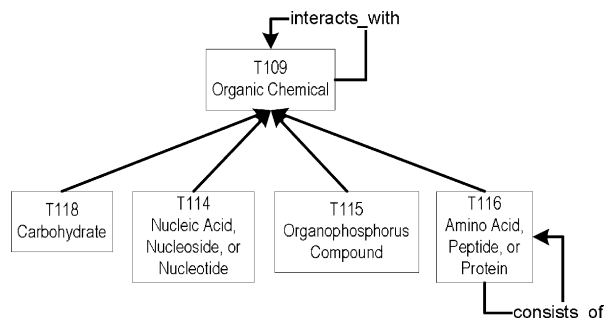 interacts_with
T109
Organic Chemical
T118
Carbohydrate
T114
Nucleic Acid,
Nucleoside, or
Nucleotide
T115
Organophosphorus
Compound
T116
Amino Acid,
Peptide, or
Protein
consists_of